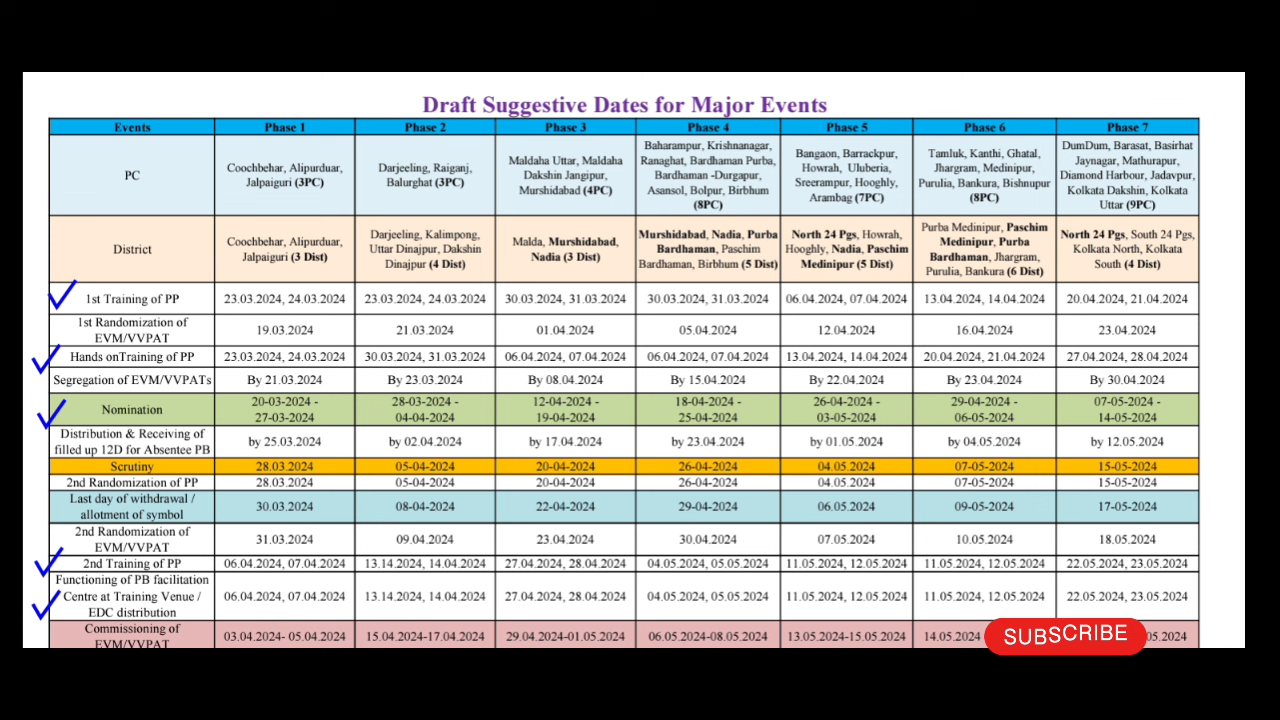 Draft Suggestive Dates for Major Events
Events Phase 1 Phase 2 Phase 3 Phase 4 Phase 5 Phase 6 Phase 7
PC
Coochbehar, Alipurduar,
Jalpaiguri (3PC)
Darjeeling, Raiganj,
Balurghat (3PC)
Maldaha Uttar, Maldaha
Dakshin Jangipur,
Murshidabad (4PC)
Baharampur, Krishnanagar,
Ranaghat, Bardhaman Purba,
Bardhaman -Durgapur,
Asansol, Bolpur, Birbhum
(8PC)
Bangaon, Barrackpur,
Howrah, Uluberia,
Sreerampur, Hooghly,
Arambag (7PC)
Tamluk, Kanthi, Ghatal,
Jhargram, Medinipur,
Purulia, Bankura, Bishnupur
(8PC)
DumDum, Barasat, Basirhat
Jaynagar, Mathurapur,
Diamond Harbour, Jadavpur,
Kolkata Dakshin, Kolkata
Uttar (9PC)
District
Coochbehar, Alipurduar,
Jalpaiguri (3 Dist)
Darjeeling, Kalimpong,
Uttar Dinajpur, Dakshin
Dinajpur (4 Dist)
Malda, Murshidabad,
Nadia (3 Dist)
Murshidabad, Nadia, Purba
Bardhaman, Paschim
Bardhaman, Birbhum (5 Dist)
North 24 Pgs, Howrah,
Hooghly, Nadia, Paschim
Medinipur (5 Dist)
Purba Medinipur, Paschim
Medinipur, Purba
Bardhaman, Jhargram,
Purulia, Bankura (6 Dist)
North 24 Pgs, South 24 Pgs,
Kolkata North, Kolkata
South (4 Dist)
1st Training of PP 23.03.2024, 24.03.2024 23.03.2024, 24.03.2024 30.03.2024, 31.03.2024 30.03.2024, 31.03.2024 06.04.2024, 07.04.2024 13.04.2024, 14.04.2024 20.04.2024, 21.04.2024
1st Randomization of
EVM/VVPAT
19.03.2024 21.03.2024 01.04.2024 05.04.2024 12.04.2024 16.04.2024 23.04.2024
Hands onTraining of PP 23.03.2024, 24.03.2024 30.03.2024, 31.03.2024 06.04.2024, 07.04.2024 06.04.2024, 07.04.2024 13.04.2024, 14.04.2024 20.04.2024, 21.04.2024 27.04.2024, 28.04.2024
Segregation of EVM/VVPATs By 21.03.2024 By 23.03.2024 By 08.04.2024 By 15.04.2024 By 22.04.2024 By 23.04.2024 By 30.04.2024
Nomination
20-03-2024 -
27-03-2024
28-03-2024 -
04-04-2024
12-04-2024 -
19-04-2024
18-04-2024 -
25-04-2024
26-04-2024 -
03-05-2024
29-04-2024 -
06-05-2024
07-05-2024 -
14-05-2024
Distribution & Receiving of
filled up 12D for Absentee PB
by 25.03.2024 by 02.04.2024 by 17.04.2024 by 23.04.2024 by 01.05.2024 by 04.05.2024 by 12.05.2024
Scrutiny 28.03.2024 05-04-2024 20-04-2024 26-04-2024 04.05.2024 07-05-2024 15-05-2024
2nd Randomization of PP 28.03.2024 05-04-2024 20-04-2024 26-04-2024 04.05.2024 07-05-2024 15-05-2024
Last day of withdrawal /
allotment of symbol
30.03.2024 08-04-2024 22-04-2024 29-04-2024 06.05.2024 09-05-2024 17-05-2024
2nd Randomization of
EVM/VVPAT
31.03.2024 09.04.2024 23.04.2024 30.04.2024 07.05.2024 10.05.2024 18.05.2024
2nd Training of PP 06.04.2024, 07.04.2024 13.14.2024, 14.04.2024 27.04.2024, 28.04.2024 04.05.2024, 05.05.2024 11.05.2024, 12.05.2024 11.05.2024, 12.05.2024 22.05.2024, 23.05.2024
Functioning of PB facilitation
Centre at Training Venue /
EDC distribution
06.04.2024, 07.04.2024 13.14.2024, 14.04.2024 27.04.2024, 28.04.2024 04.05.2024, 05.05.2024 11.05.2024, 12.05.2024 11.05.2024, 12.05.2024 22.05.2024, 23.05.2024
Commissioning of
EVM/VVPAT
03.04.2024- 05.04.2024 15.04.2024-17.04.2024 29.04.2024-01.05.2024 06.05.2024-08.05.2024 13.05.2024-15.05.2024 14.05.2024
SUBSCRIBE